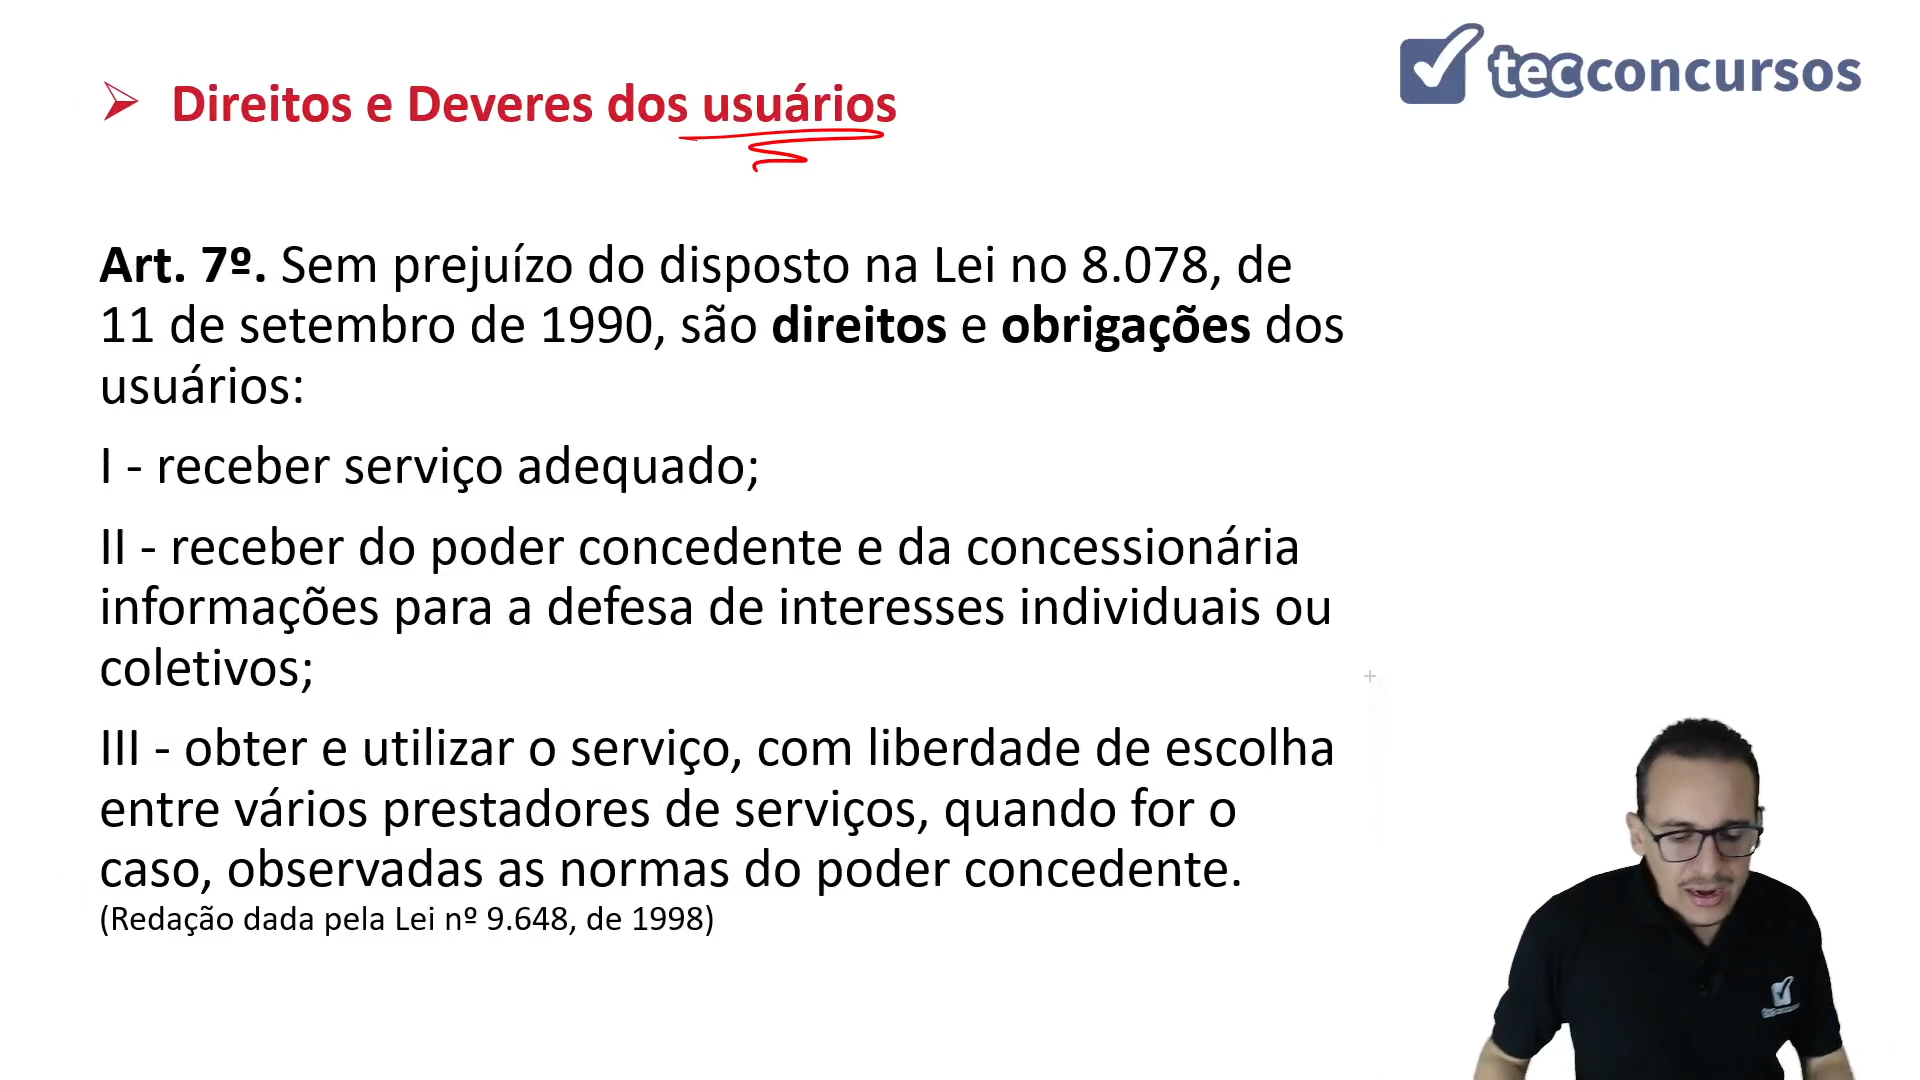 tecconcursos
Direitos e Deveres dos usuários
Art. 7º. Sem prejuízo do disposto na Lei no 8.078, de
11 de setembro de 1990, são direitos e obrigações dos
usuários:
I - receber serviço adequado;
II - receber do poder concedente e da concessionária
informações para a defesa de interesses individuais ou
coletivos;
III - obter e utilizar o serviço, com liberdade de escolha
entre vários prestadores de serviços, quando for o
caso, observadas as normas do poder concedente.
(Redação dada pela Lei nº 9.648, de 1998)